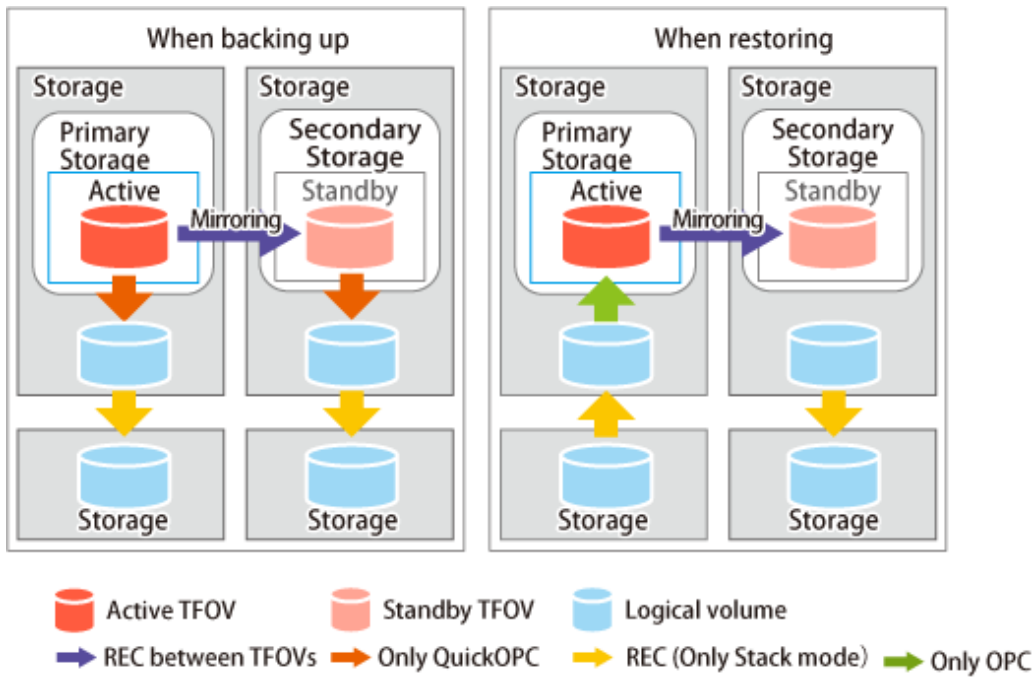 When backing up
Storage
Primary
Storage
Active
Mirroring
Storage
Secondary
Storage
Standby
Storage
Storage
When restoring
Storage
Primary
Storage
Active
Mirroring
Storage
Secondary
Storage
Standby
Storage
Storage
Active TFOV
Standby TFOV
Logical volume
REC between TFOVs
Only QuickOPC
REC (Only Stack mode)
Only OPC